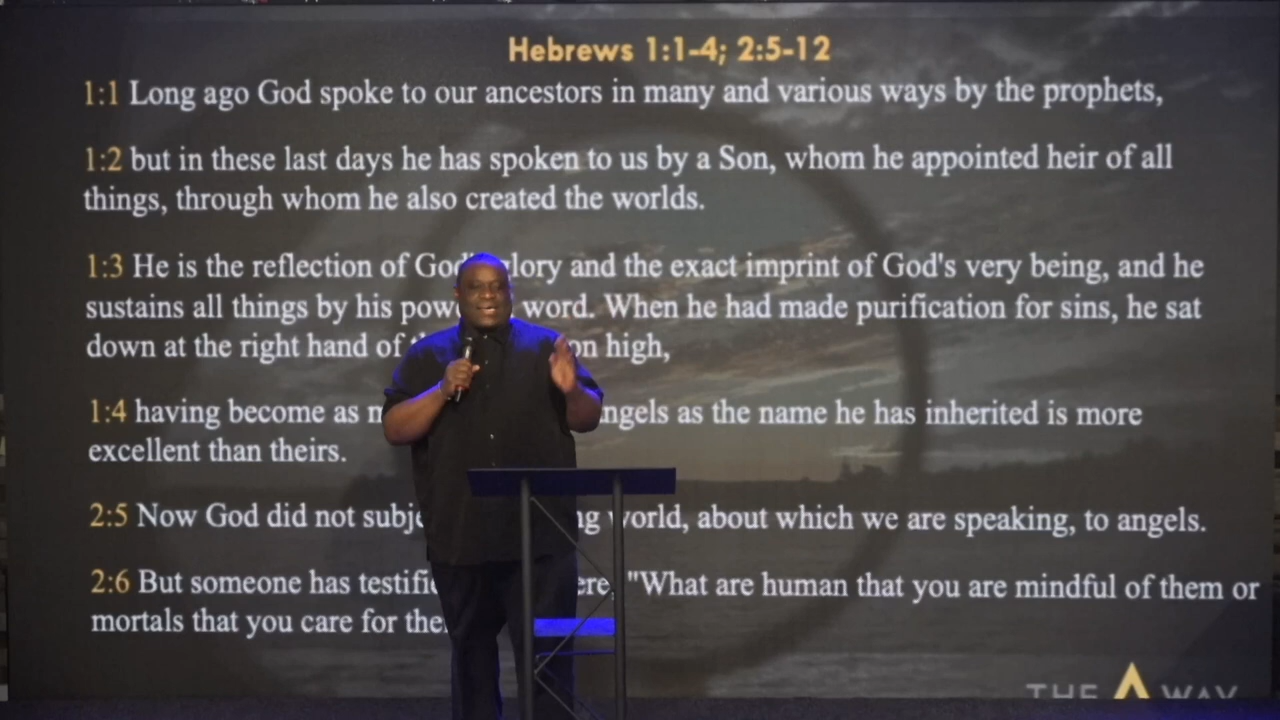 Hebrews 1:1-4; 2:5-12
1:1 Long ago God spoke to our ancestors in many and various ways by the prophets,
1:2 but in these last days he has spoken to us by a Son, whom he appointed heir of all
things, through whom he also created the worlds.
1:3 He is the reflection of God's glory and the exact imprint of God's very being, and he
sustains all things by his word. When he had made purification for sins, he sat
down at the right hand of on high,
1:4 having become as as the name he has inherited is more
excellent than theirs.
2:5 Now God did not world, about which we are speaking, to angels.
2:6 But someone has "What are human that you are mindful of them or
mortals that you care for
THE WAY